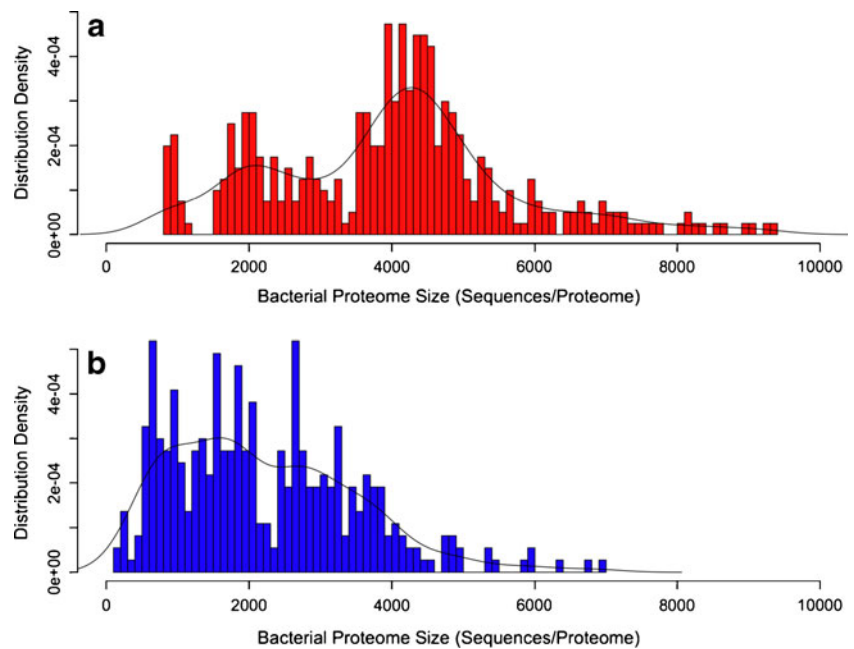 a
Distribution Density
0e+00 2e-04 4e-04
0 2000 4000 6000 8000 10000
Bacterial Proteome Size (Sequences/Proteome)
b
Distribution Density
0e+00 2e-04 4e-04
0 2000 4000 6000 8000 10000
Bacterial Proteome Size (Sequences/Proteome)